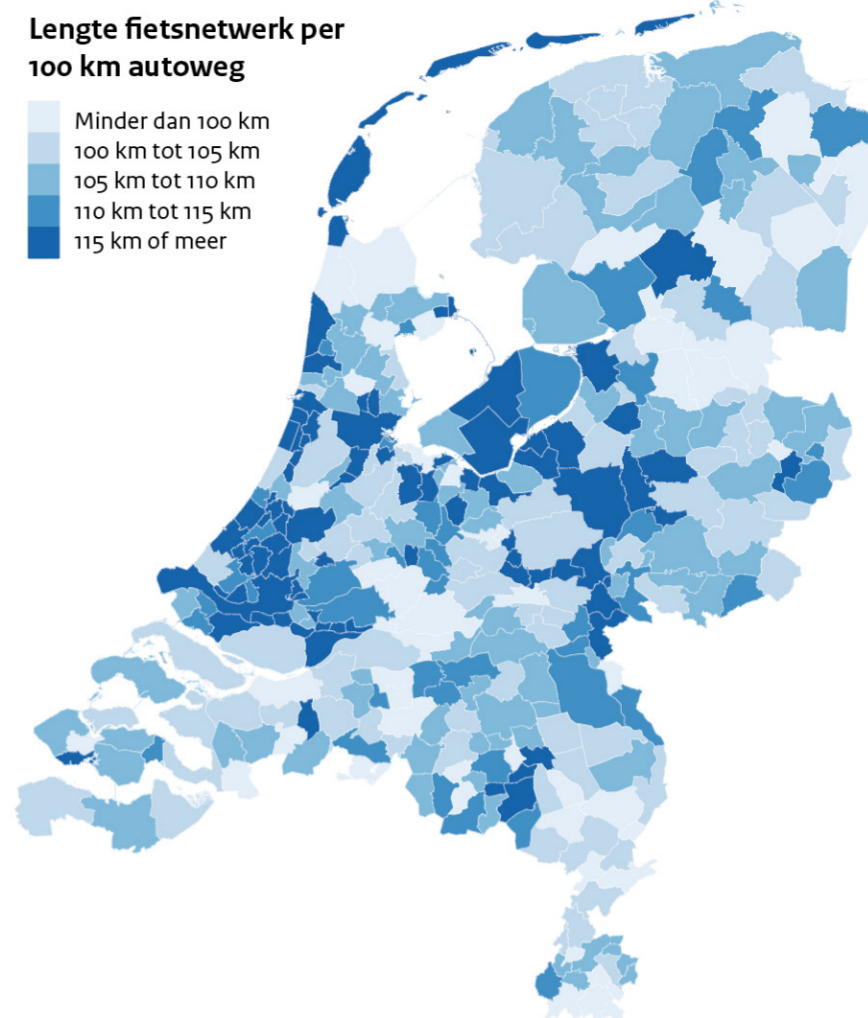 Lengte fietsnetwerk per
100 km autoweg
Minder dan 100 km
100 km tot 105 km
105 km tot 110 km
110 km tot 115 km
115 km of meer